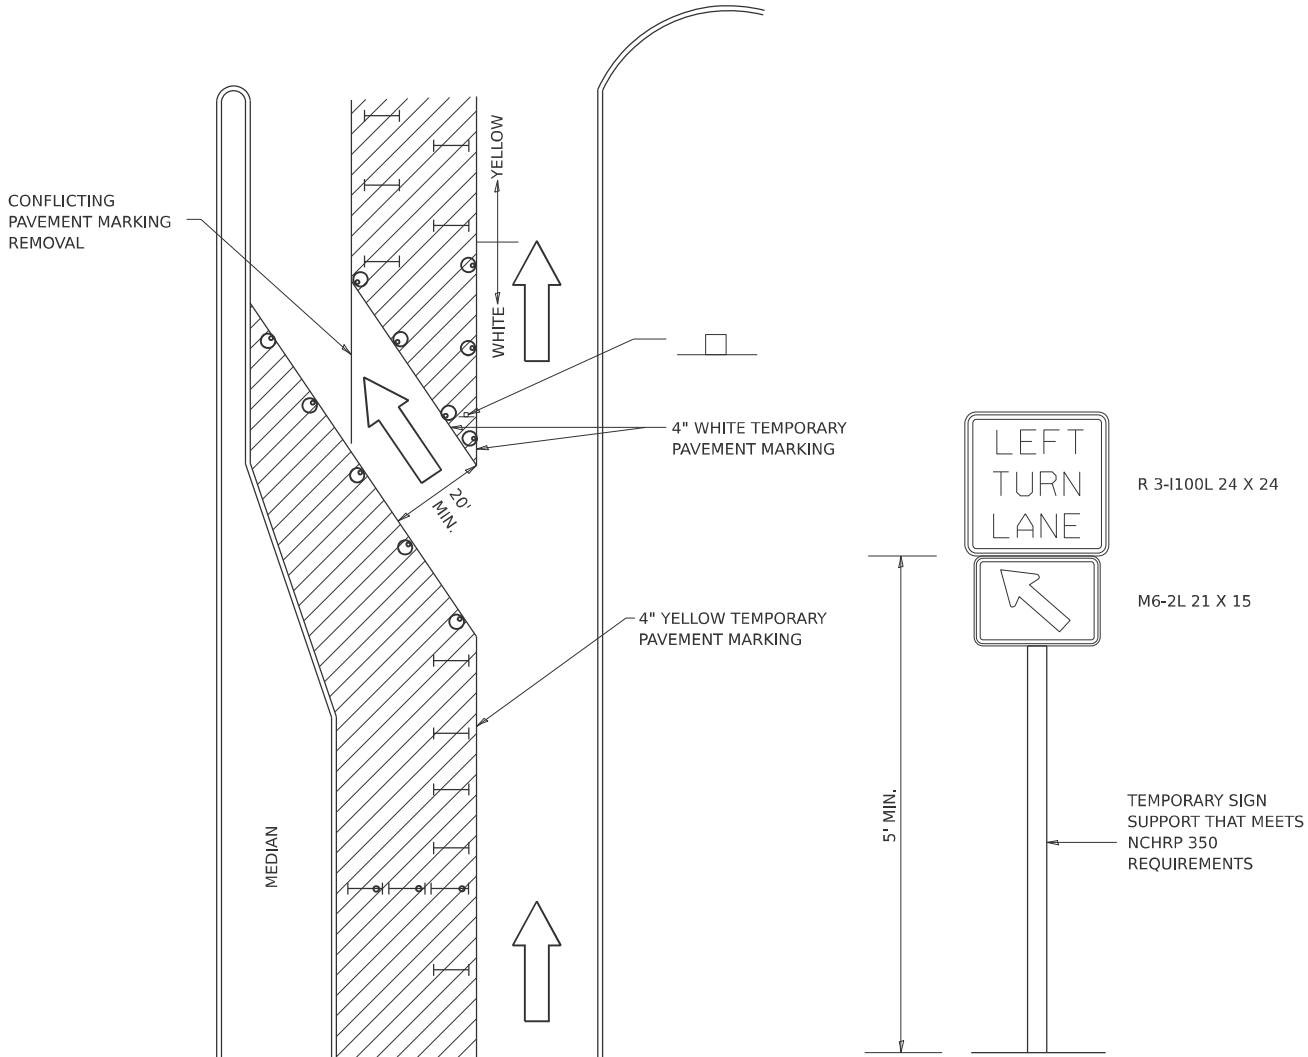 CONFLICTING
PAVEMENT MARKING
REMOVAL
YELLOW
WHITE
4" WHITE TEMPORARY
PAVEMENT MARKING
20'
MIN.
4" YELLOW TEMPORARY
PAVEMENT MARKING
MEDIAN
LEFT
TURN
LANE
R 3-I100L 24 X 24
M6-2L 21 X 15
5' MIN.
TEMPORARY SIGN
SUPPORT THAT MEETS
NCHRP 350
REQUIREMENTS